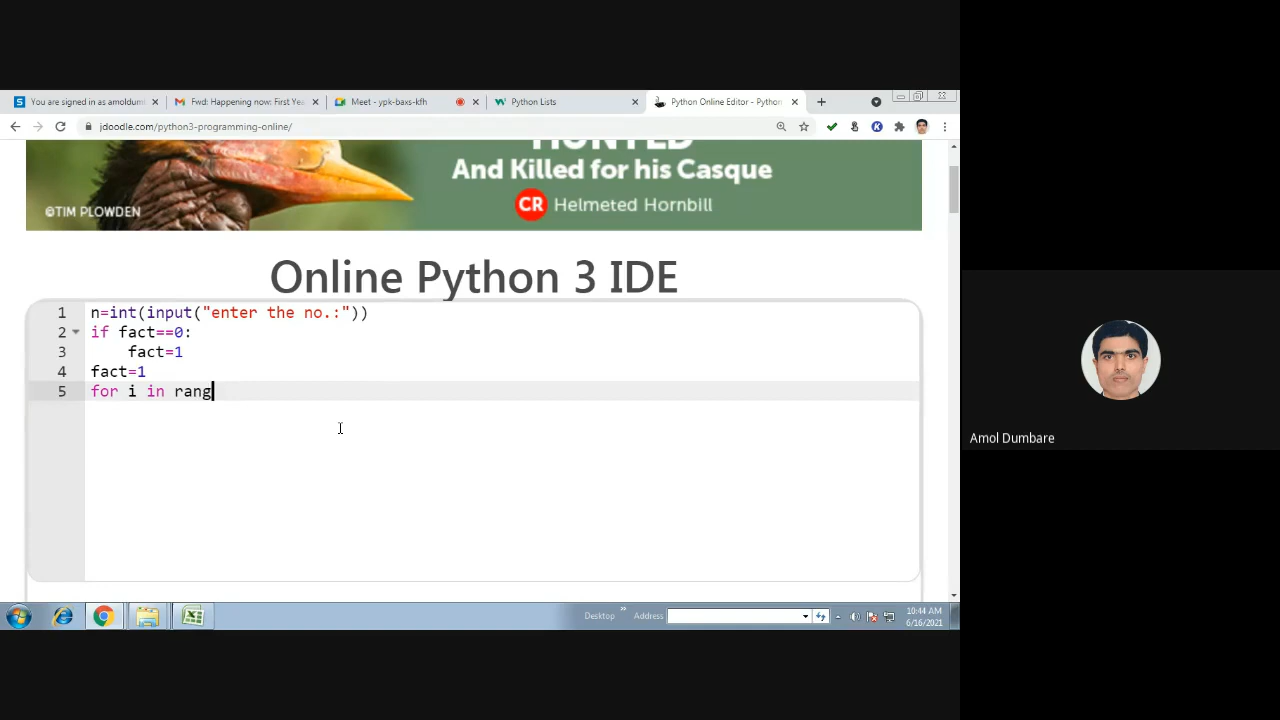 You are signed in as amoldum
Fwd: Happening now: First Yea
Meet - ypk-baxs-kfh
Python Lists
Python Online Editor - Python
jdoodle.com/python3-programming-online/
HUNTED
And Killed for his Casque
©TIM PLOWDEN
CR Helmeted Hornbill
Online Python 3 IDE
1 n=int(input("enter the no.:"))
2 if fact==0:
3 fact=1
4 fact=1
5 for i in rang
Amol Dumbare
Desktop » Address
10:44 AM
6/16/2021